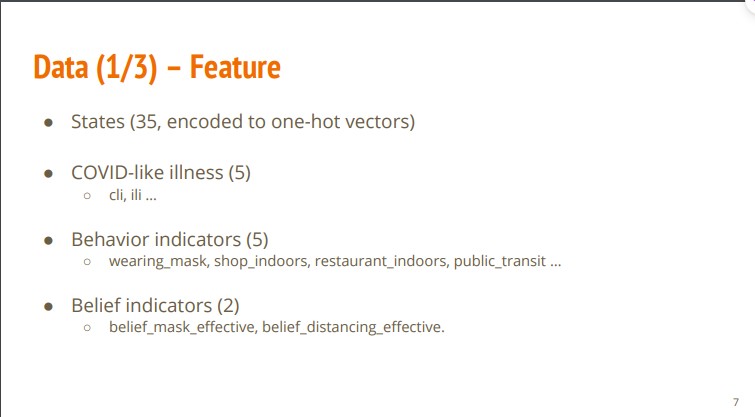 Data (1/3) – Feature
● States (35, encoded to one-hot vectors)
● COVID-like illness (5)
○ cli, ili ...
● Behavior indicators (5)
○ wearing_mask, shop_indoors, restaurant_indoors, public_transit ...
● Belief indicators (2)
○ belief_mask_effective, belief_distancing_effective.
7